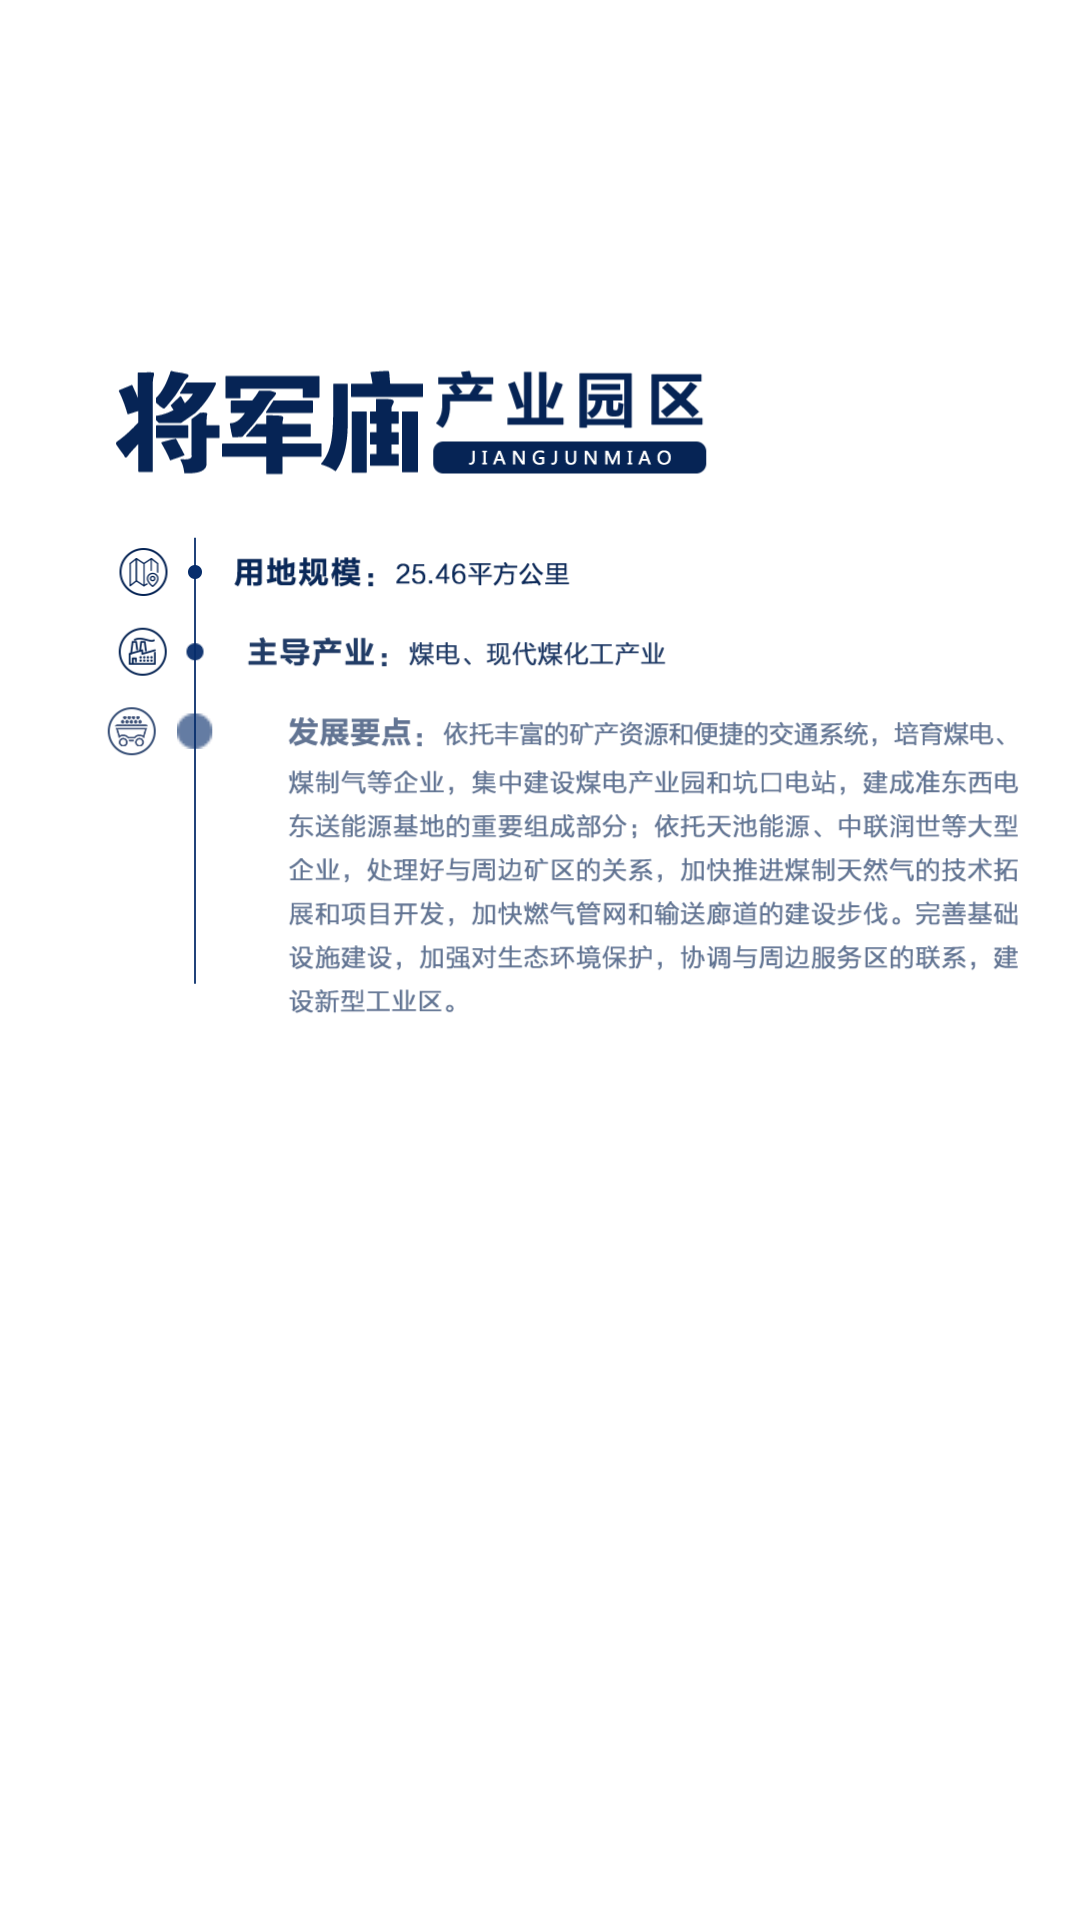 将军庙产业园区
JIANGJUNMIAO
用地规模：25.46平方公里
主导产业：煤电、现代煤化工产业
发展要点：依托丰富的矿产资源和便捷的交通系统，培育煤电、
煤制气等企业，集中建设煤电产业园和坑口电站，建成准东西电
东送能源基地的重要组成部分；依托天池能源、中联润世等大型
企业，处理好与周边矿区的关系，加快推进煤制天然气的技术拓
展和项目开发，加快燃气管网和输送廊道的建设步伐。完善基础
设施建设，加强对生态环境保护，协调与周边服务区的联系，建
设新型工业区。